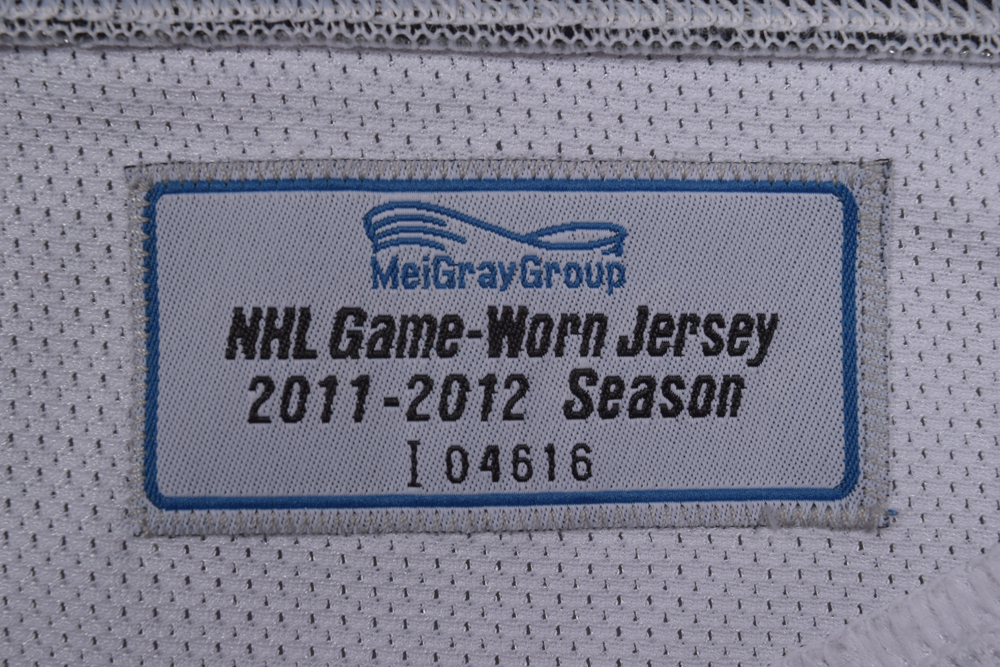 MeiGrayGroup
NHL Game-Worn Jersey
2011-2012 Season
I 04616